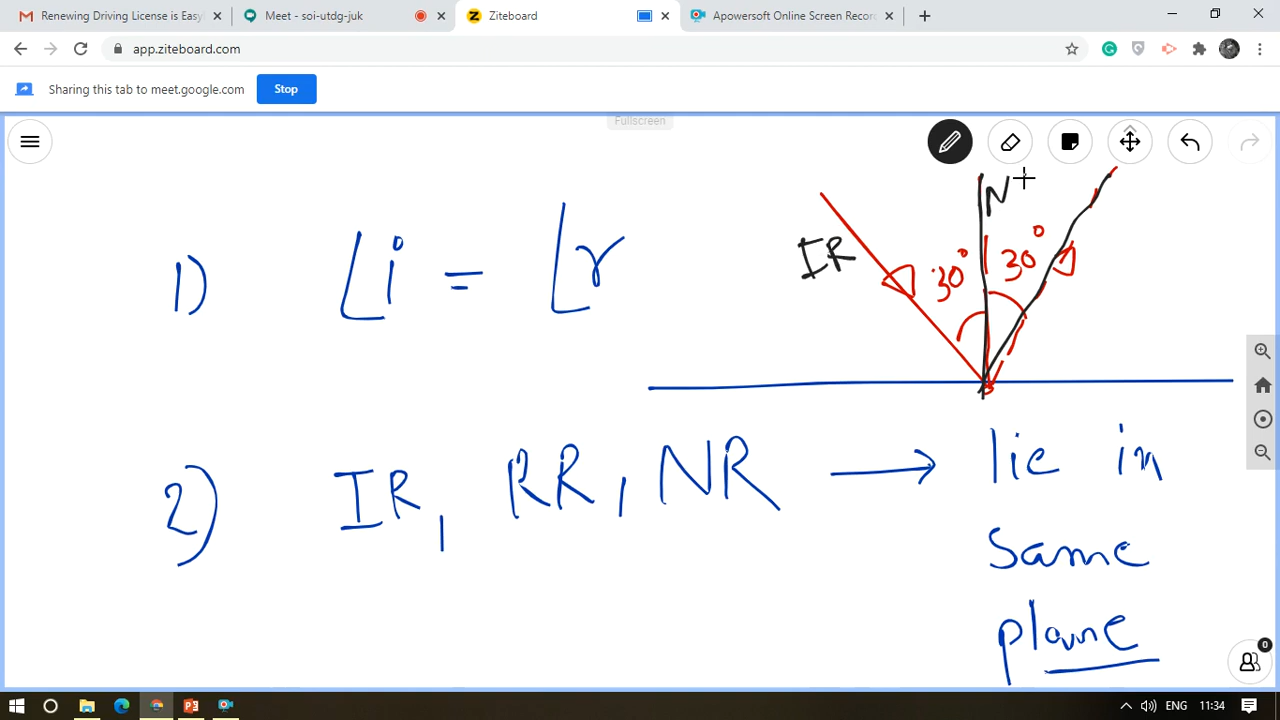 Renewing Driving License is Easy
Meet - soi-utdg-juk
Ziteboard
Apowersoft Online Screen Recor
app.ziteboard.com
Sharing this tab to meet.google.com
Stop
Fullscreen
N
IR
30°
30°
1) ∠i = ∠r
2) IR, RR, NR → lie in
same
plane
0
ENG
11:34